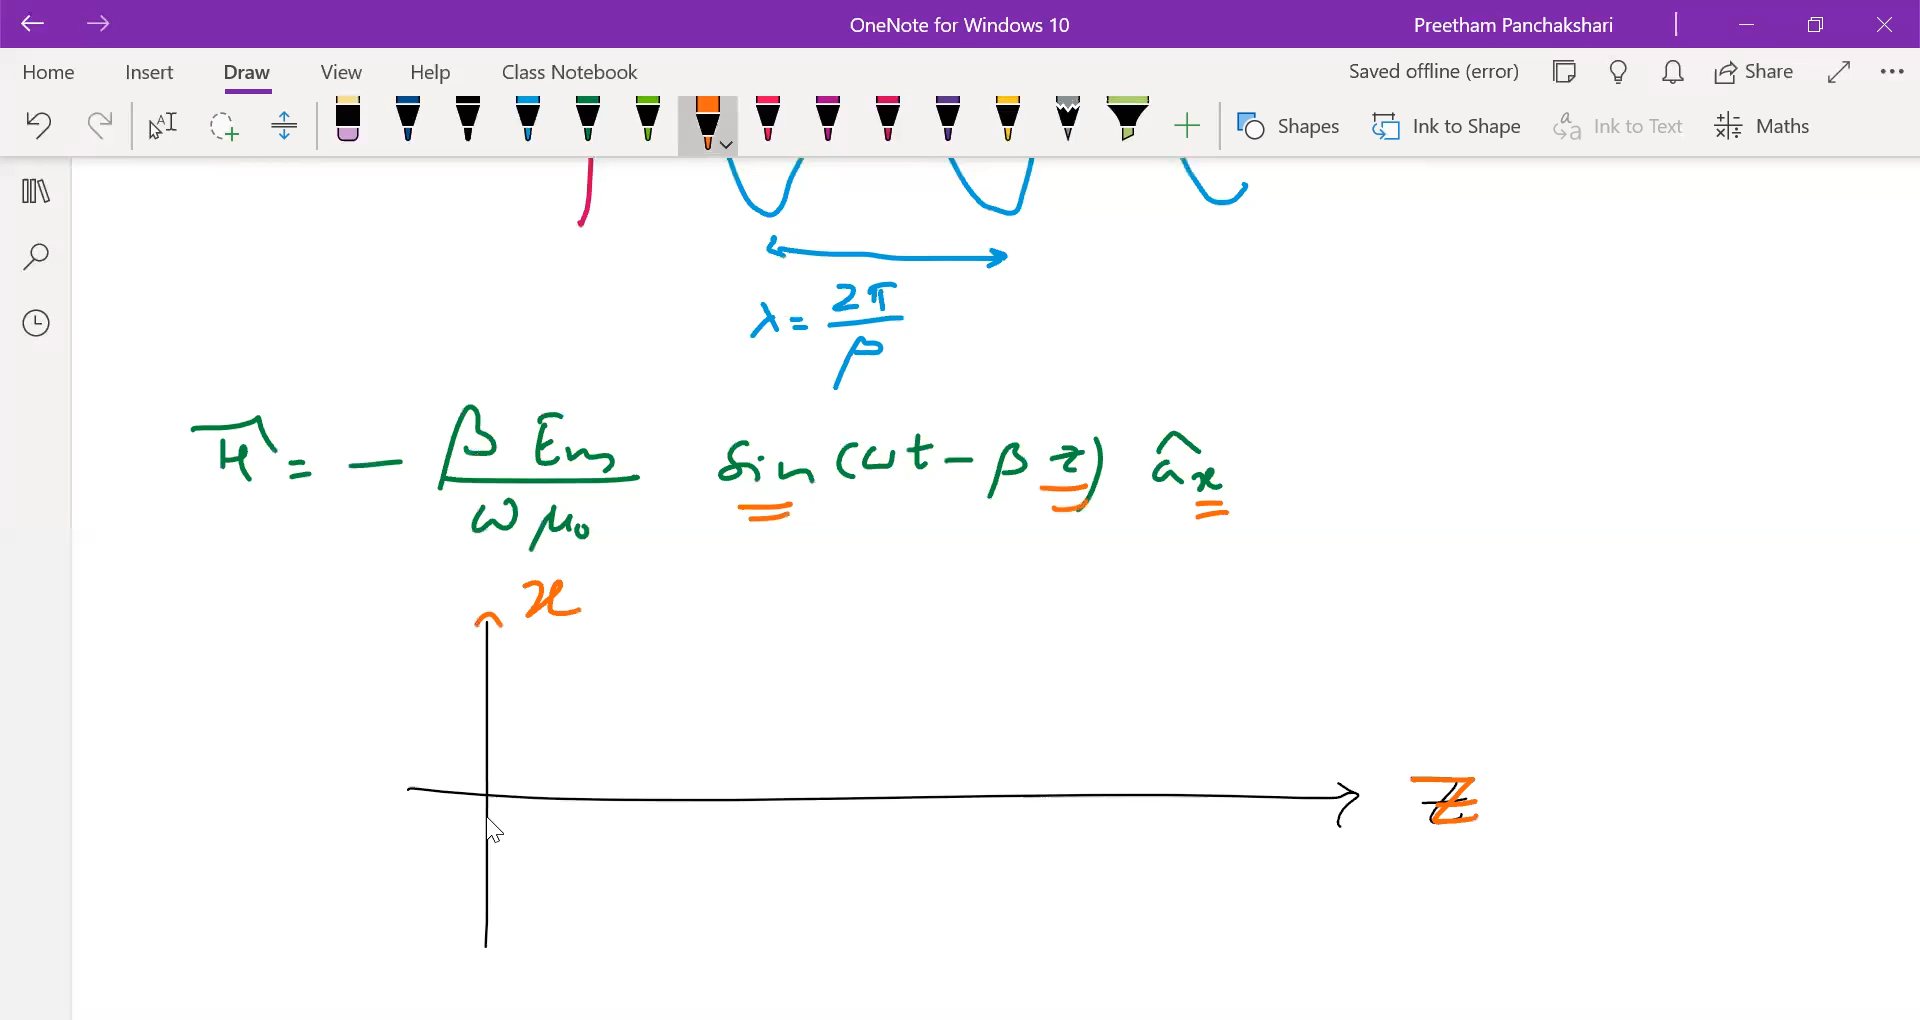 OneNote for Windows 10
Preetham Panchakshari
Home Insert Draw View Help Class Notebook
Saved offline (error) Share
Shapes Ink to Shape Ink to Text Maths
λ = 2π / β
H = - β Em / ω μ₀ sin (ωt - β z) âx
x
Z